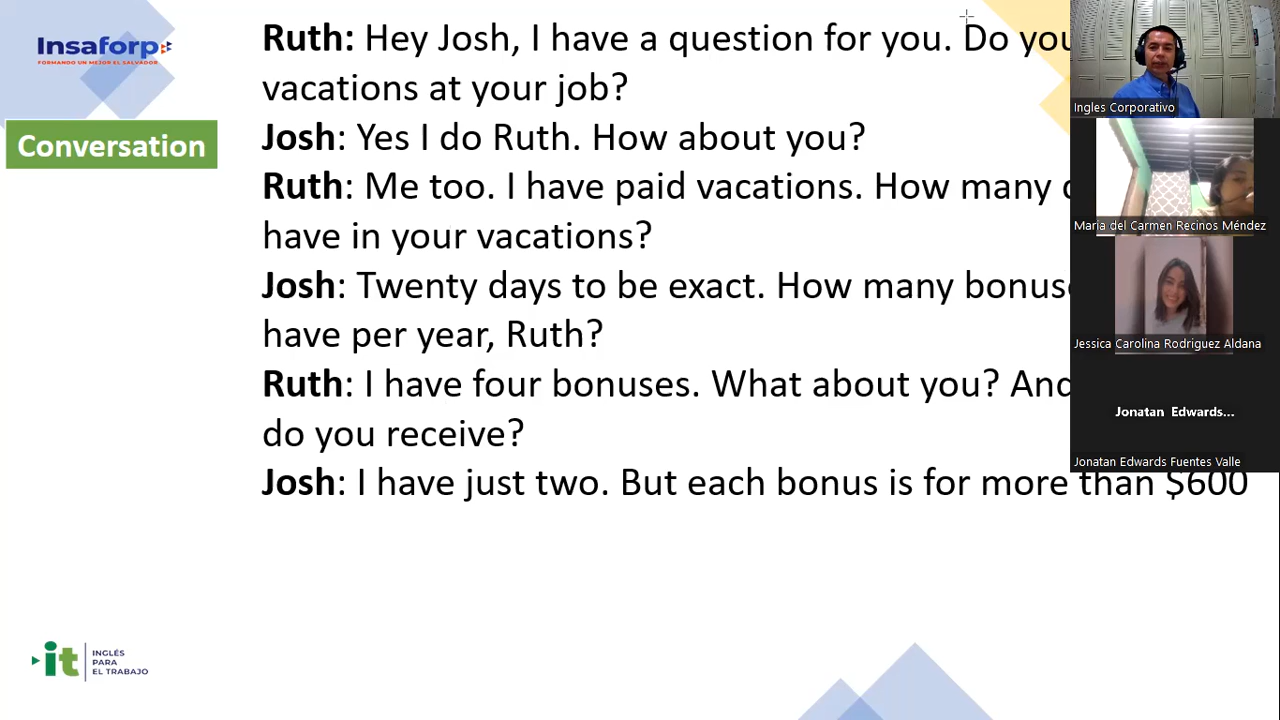 Insaforp
FORMANDO UN MEJOR EL SALVADOR
Conversation
Ruth: Hey Josh, I have a question for you. Do you
vacations at your job?
Josh: Yes I do Ruth. How about you?
Ruth: Me too. I have paid vacations. How many
have in your vacations?
Josh: Twenty days to be exact. How many
have per year, Ruth?
Ruth: I have four bonuses. What about you? And
do you receive?
Josh: I have just two. But each bonus is for more than $600
it
INGLÉS
PARA
EL TRABAJO
Ingles Corporativo
Maria del Carmen Recinos Méndez
Jessica Carolina Rodriguez Aldana
Jonatan Edwards...
Jonatan Edwards Fuentes Valle